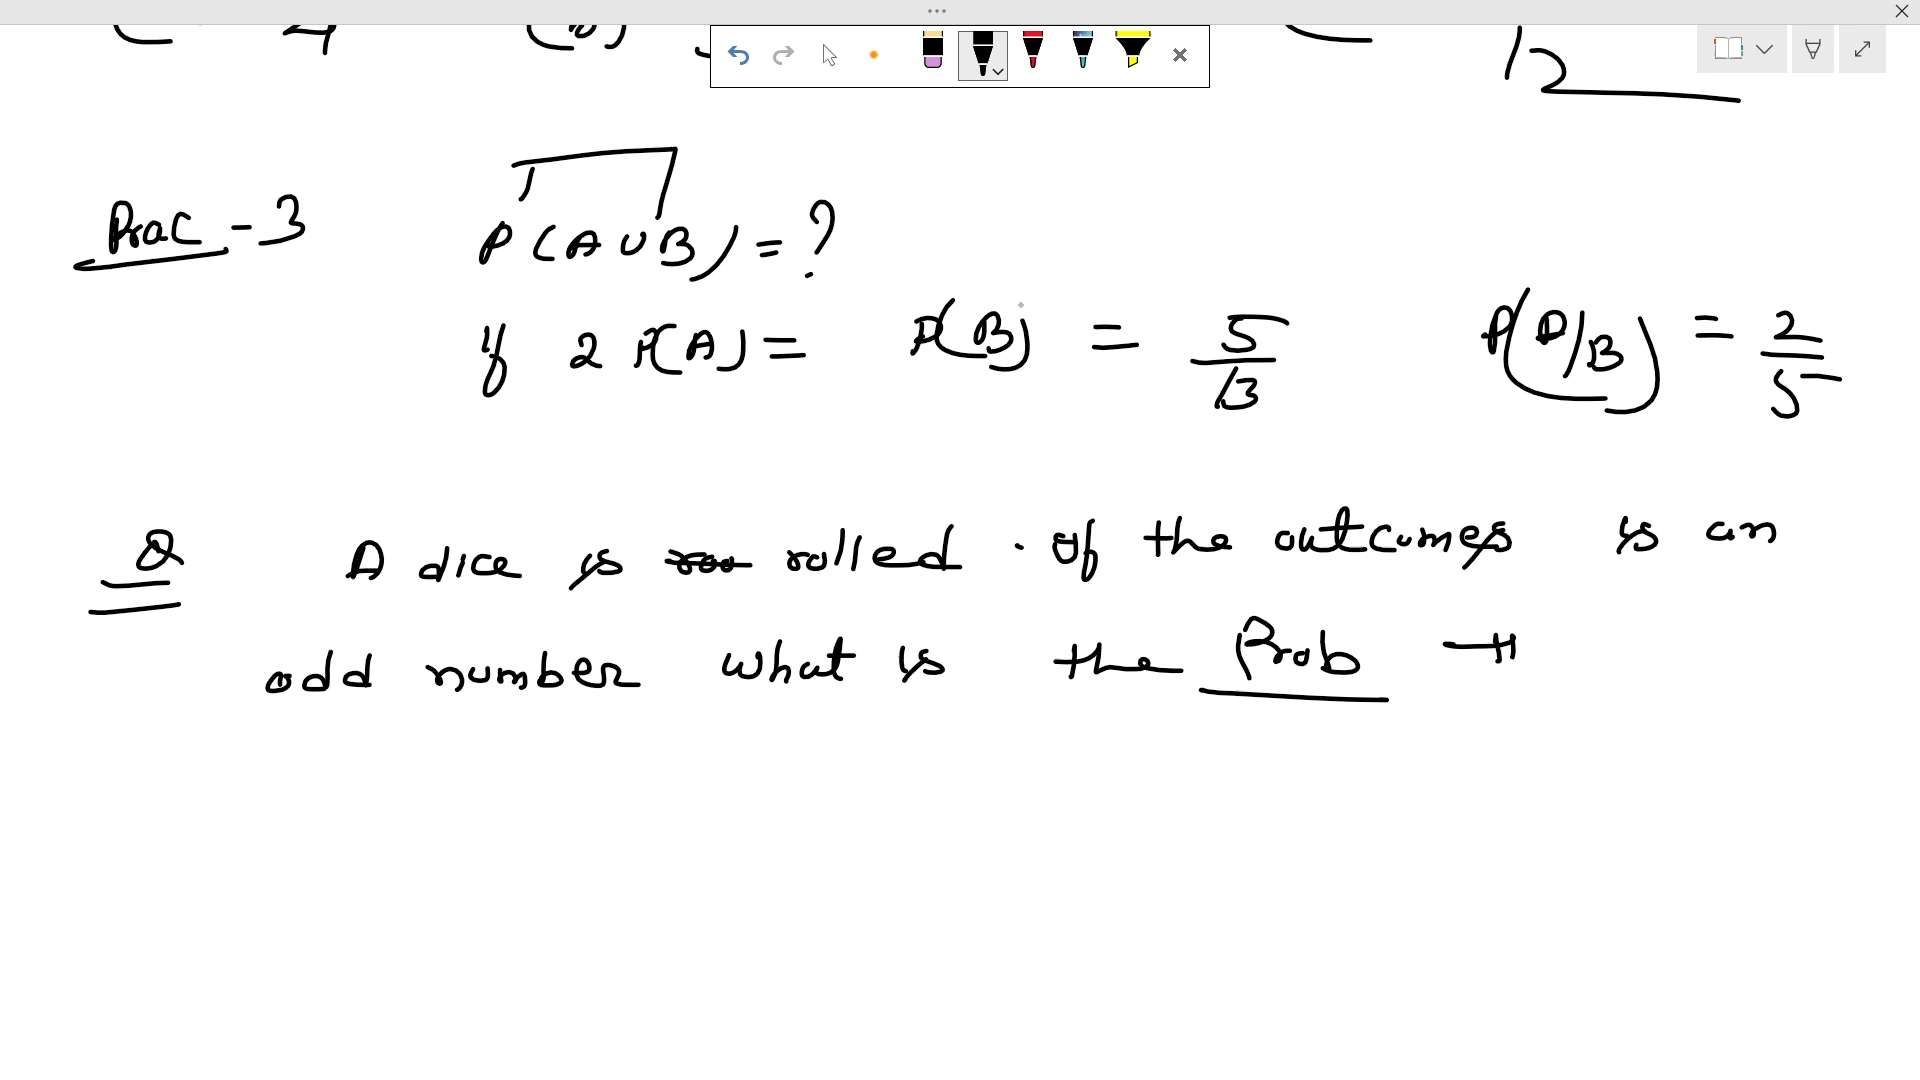 12
Prac - 3 P(A∪B) = ?
If 2 P(A) = P(B) = 5/13 P(A/B) = 2/5
Q A dice is rolled . If the outcomes is an
odd number what is the Prob